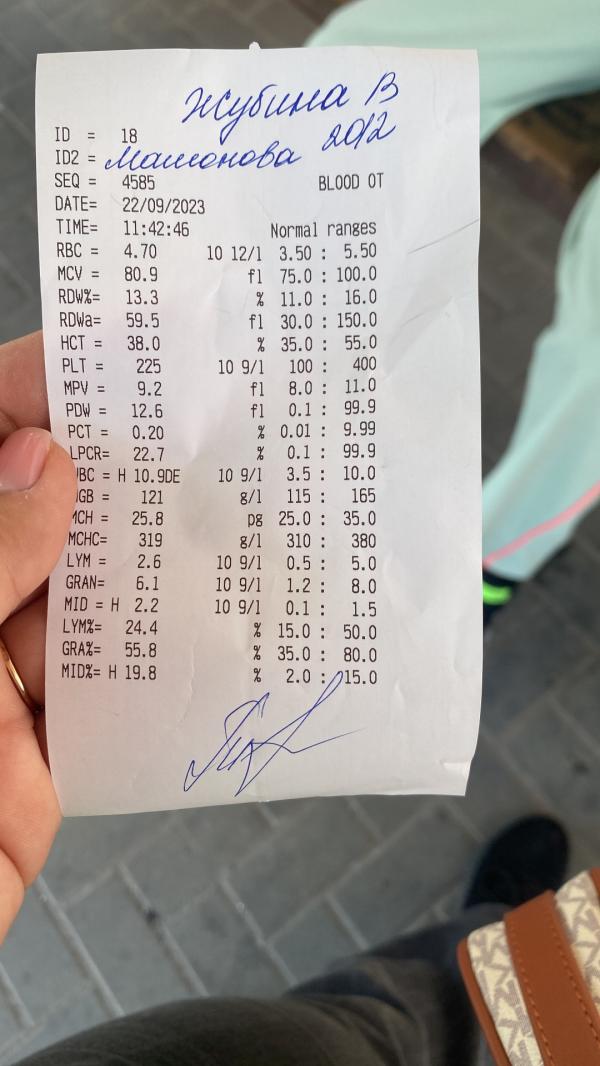 Жубина В
ID = 18
2012
ID2 = Машонова
SEQ = 4585 BLOOD OT
DATE= 22/09/2023
TIME= 11:42:46 Normal ranges
RBC = 4.70 10 12/l 3.50 : 5.50
MCV = 80.9 fl 75.0 : 100.0
RDW%= 13.3 % 11.0 : 16.0
RDWa= 59.5 fl 30.0 : 150.0
HCT = 38.0 % 35.0 : 55.0
PLT = 225 10 9/l 100 : 400
MPV = 9.2 fl 8.0 : 11.0
PDW = 12.6 fl 0.1 : 99.9
PCT = 0.20 % 0.01 : 9.99
LPCR= 22.7 % 0.1 : 99.9
WBC = H 10.9DE 10 9/l 3.5 : 10.0
HGB = 121 g/l 115 : 165
MCH = 25.8 pg 25.0 : 35.0
MCHC= 319 g/l 310 : 380
LYM = 2.6 10 9/l 0.5 : 5.0
GRAN= 6.1 10 9/l 1.2 : 8.0
MID = H 2.2 10 9/l 0.1 : 1.5
LYM%= 24.4 % 15.0 : 50.0
GRA%= 55.8 % 35.0 : 80.0
MID%= H 19.8 % 2.0 : 15.0